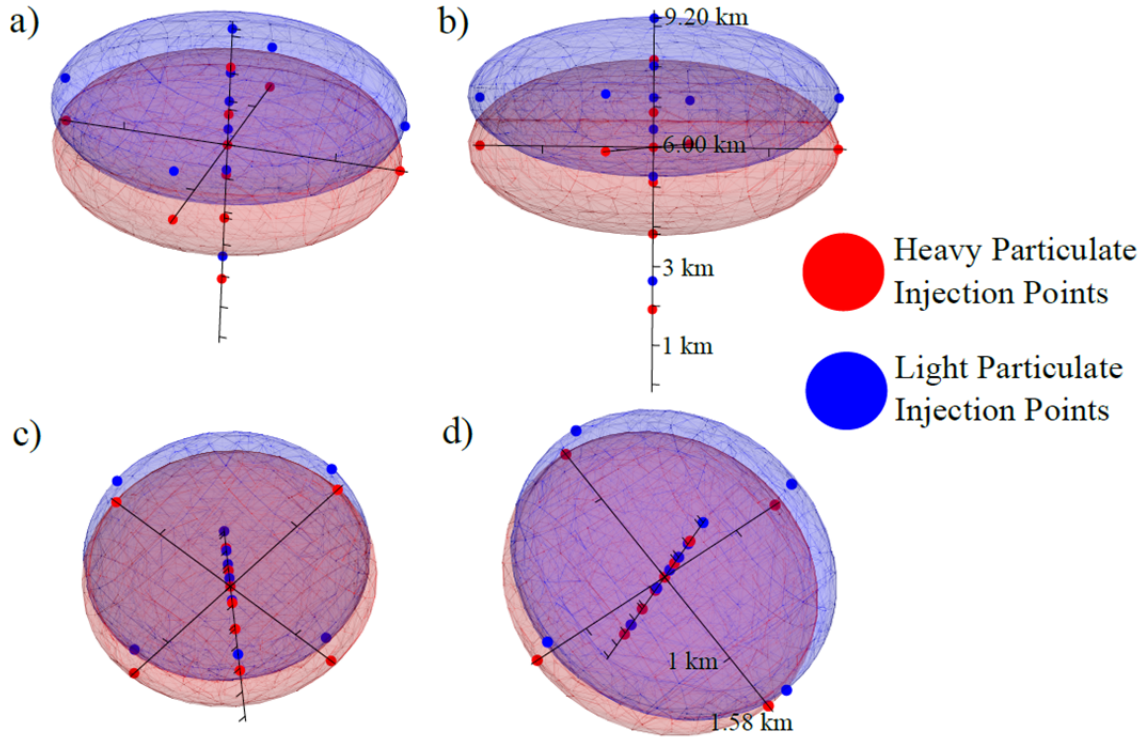 a)
b)
9.20 km
6.00 km
3 km
1 km
Heavy Particulate
Injection Points
Light Particulate
Injection Points
c)
d)
1 km
1.58 km